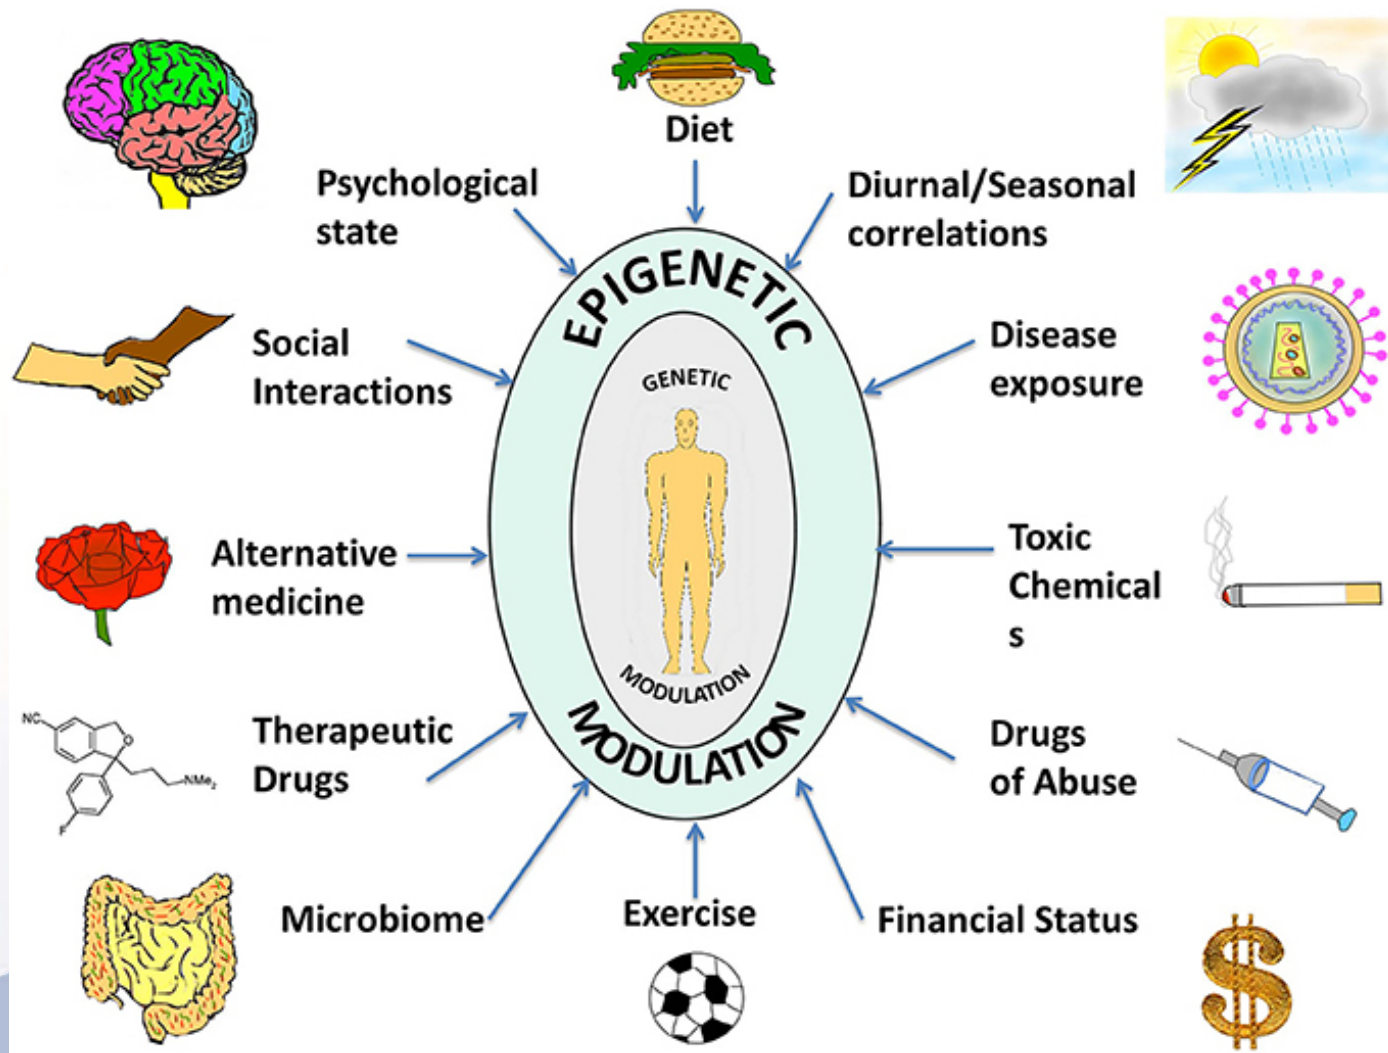 Diet
Psychological
state
Diurnal/Seasonal
correlations
EPIGENETIC
Social
Interactions
Disease
exposure
GENETIC
Alternative
medicine
Toxic
Chemical
s
MODULATION
MODULATION
Therapeutic
Drugs
Drugs
of Abuse
NC
O
NMe₂
F
Microbiome
Exercise
Financial Status
$